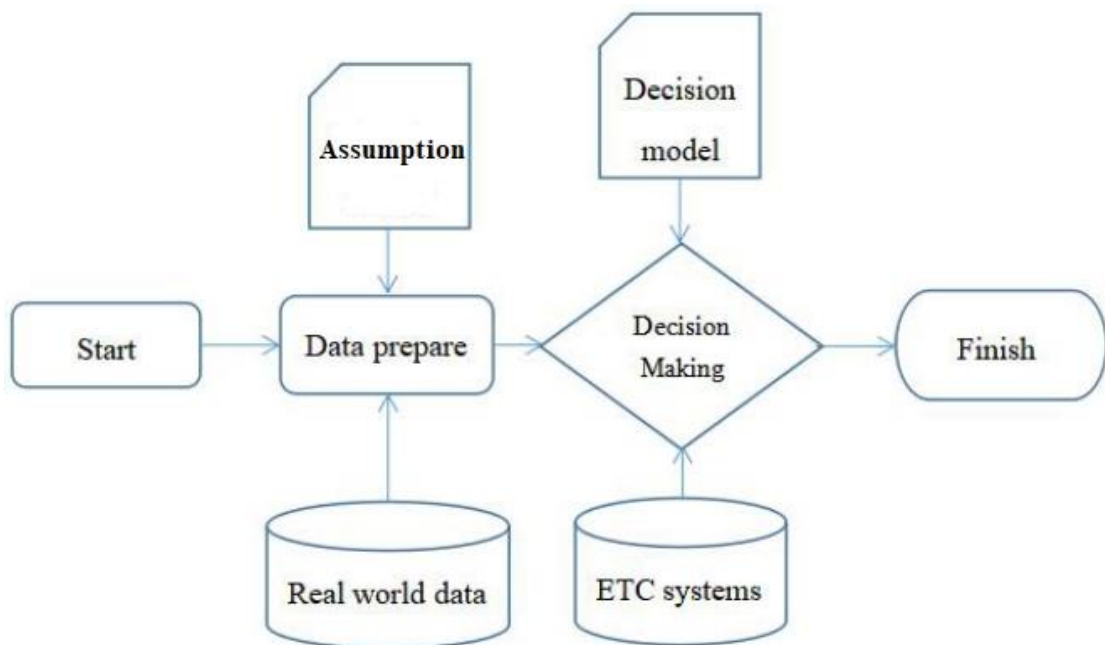 Decision
model
Assumption
Start
Data prepare
Decision
Making
Finish
Real world data
ETC systems